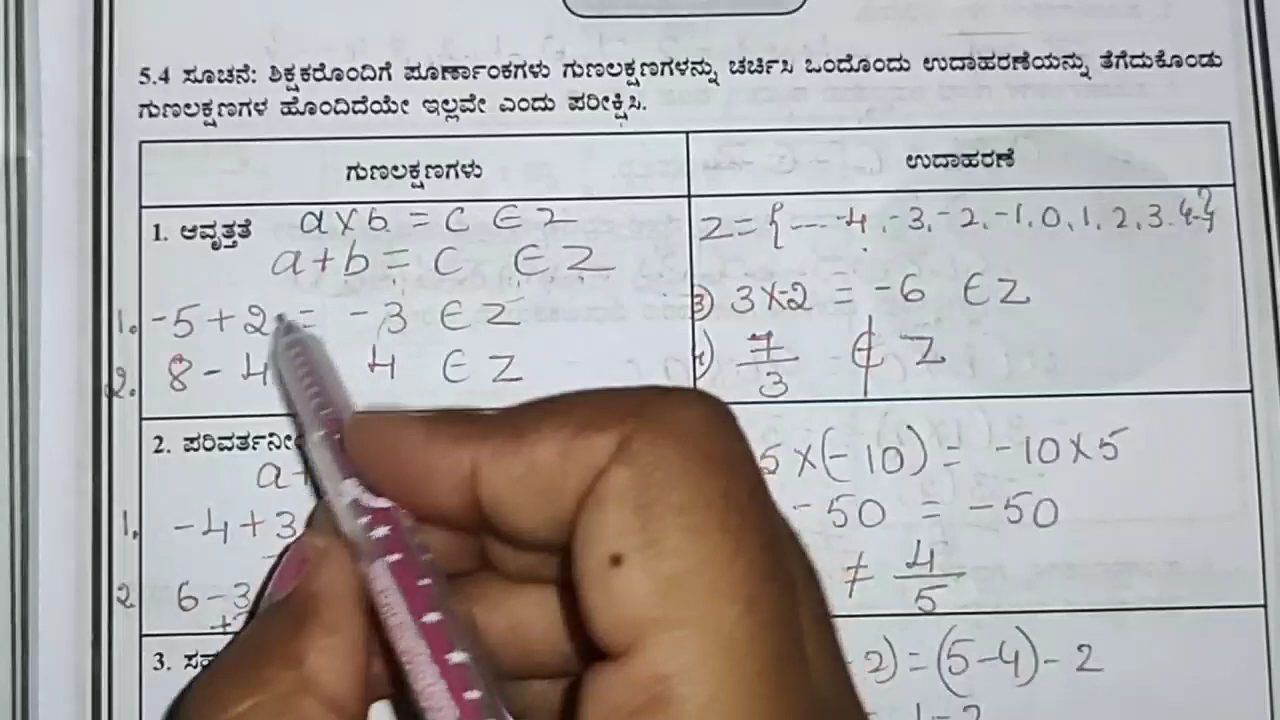 5.4 ಸೂಚನೆ: ಶಿಕ್ಷಕರೊಂದಿಗೆ ಪೂರ್ಣಾಂಕಗಳು ಗುಣಲಕ್ಷಣಗಳನ್ನು ಚರ್ಚಿಸಿ ಒಂದೊಂದು ಉದಾಹರಣೆಯನ್ನು ತೆಗೆದುಕೊಂಡು
ಗುಣಲಕ್ಷಣಗಳ ಹೊಂದಿದೆಯೇ ಇಲ್ಲವೇ ಎಂದು ಪರೀಕ್ಷಿಸಿ.
ಗುಣಲಕ್ಷಣಗಳು
1. ಆವೃತ್ತತೆ a×b = c ∈ Z
a+b = c ∈ Z
1. -5+2 = -3 ∈ Z
2. 8-4 4 ∈ Z
2.
1. -4+3
2 6-3
3.
ಉದಾಹರಣೆ
Z={--- -4, -3, -2, -1, 0, 1, 2, 3. 4-}
3) 3×-2 = -6 ∈ Z
4) 7/3 ∉ Z
5×(-10) = -10×5
-50 = -50
≠ 4/5
2) = (5-4)-2